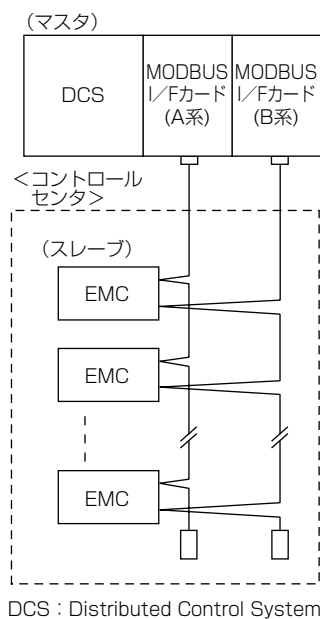 （マスタ）
DCS
MODBUS
I／Fカード
(A系)
MODBUS
I／Fカード
(B系)
＜コントロール
センタ＞
（スレーブ）
EMC
EMC
EMC
DCS：Distributed Control System